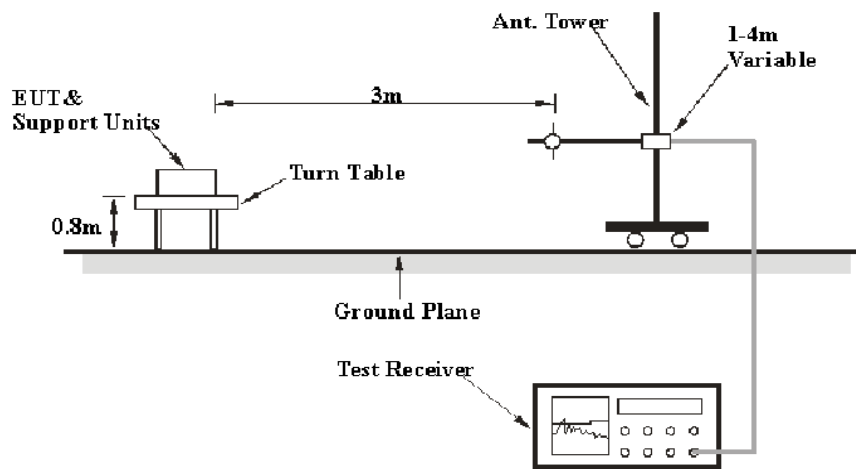 Ant. Tower
1-4m
Variable
EUT &
Support Units
3m
Turn Table
0.8m
Ground Plane
Test Receiver